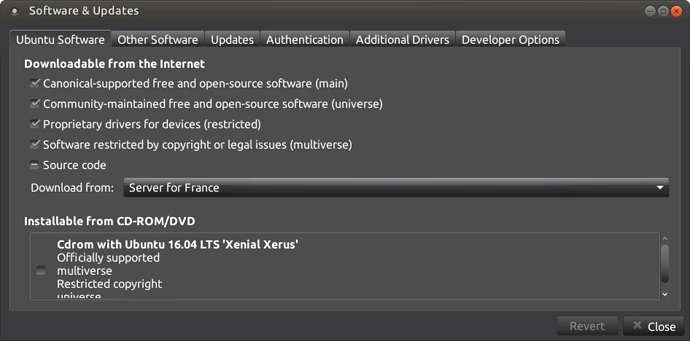 Software & Updates
Ubuntu Software Other Software Updates Authentication Additional Drivers Developer Options
Downloadable from the Internet
Canonical-supported free and open-source software (main)
Community-maintained free and open-source software (universe)
Proprietary drivers for devices (restricted)
Software restricted by copyright or legal issues (multiverse)
Source code
Download from: Server for France
Installable from CD-ROM/DVD
Cdrom with Ubuntu 16.04 LTS 'Xenial Xerus'
Officially supported
multiverse
Restricted copyright
universe
Revert Close